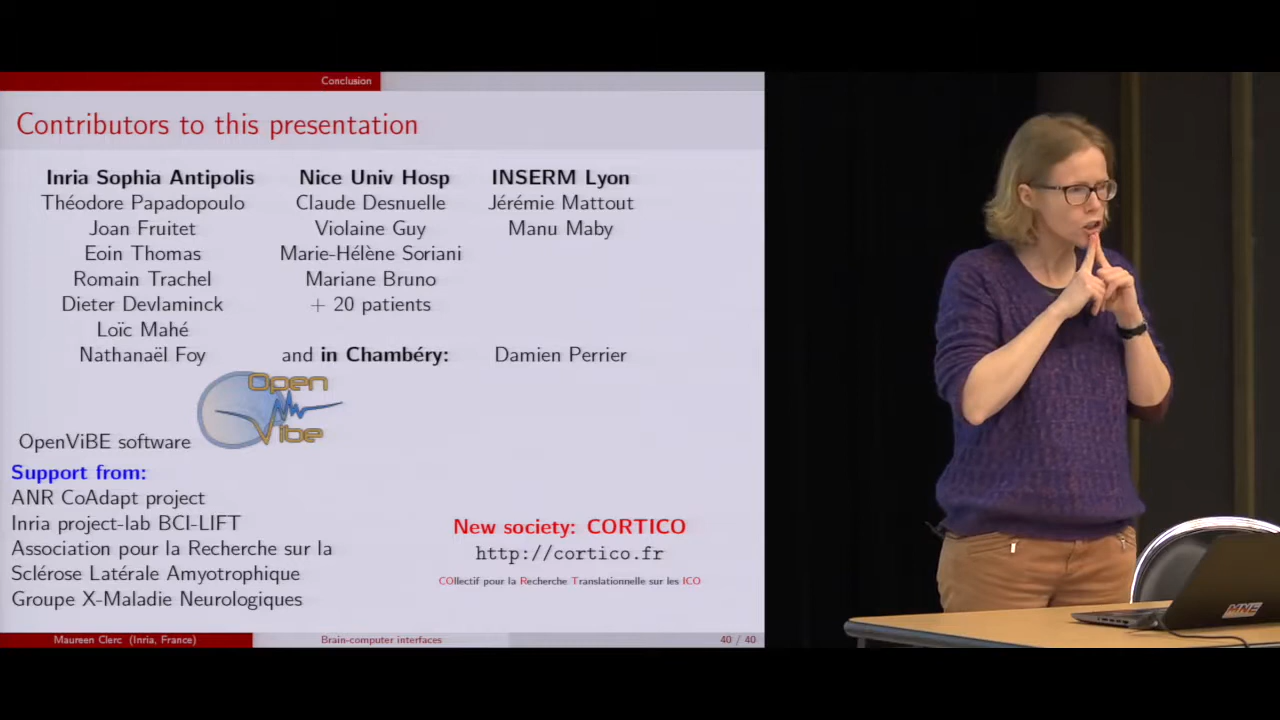 Conclusion
Contributors to this presentation
Inria Sophia Antipolis
Théodore Papadopoulo
Joan Fruitet
Eoin Thomas
Romain Trachel
Dieter Devlaminck
Loïc Mahé
Nathanaël Foy
Nice Univ Hosp
Claude Desnuelle
Violaine Guy
Marie-Hélène Soriani
Mariane Bruno
+ 20 patients
INSERM Lyon
Jérémie Mattout
Manu Maby
and in Chambéry: Damien Perrier
Open
Vibe
OpenViBE software
Support from:
ANR CoAdapt project
Inria project-lab BCI-LIFT
Association pour la Recherche sur la
Sclérose Latérale Amyotrophique
Groupe X-Maladie Neurologiques
New society: CORTICO
http://cortico.fr
COllectif pour la Recherche Translationnelle sur les ICO
Maureen Clerc (Inria, France)
Brain-computer interfaces
40 / 40
MNE